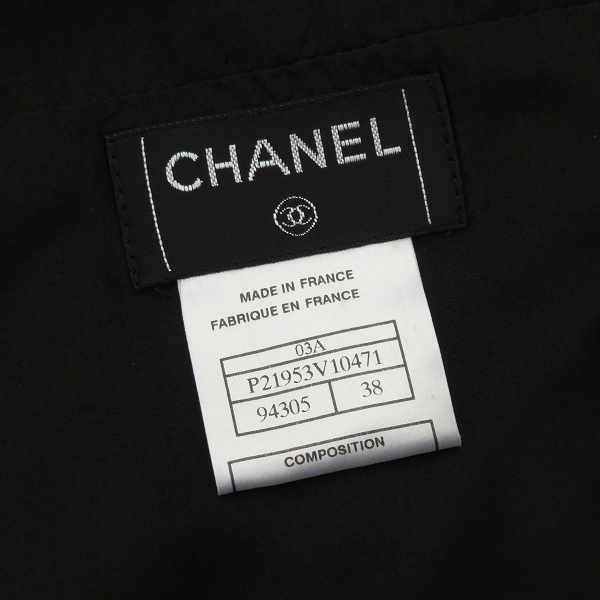 CHANEL
MADE IN FRANCE
FABRIQUE EN FRANCE
03A
P21953V10471
94305 38
COMPOSITION